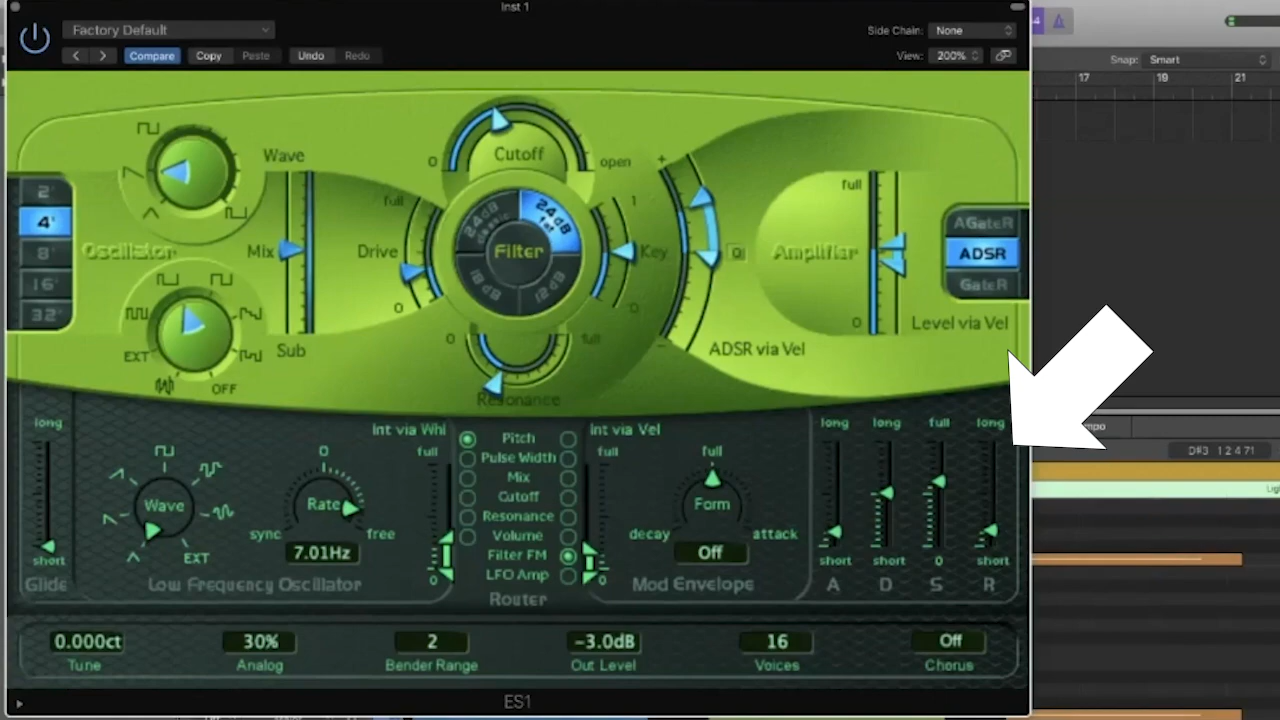 Inst 1
Factory Default
Side Chain: None
Compare Copy Paste Undo Redo
View: 200%
4
Snap: Smart
17 19 21
Wave
Cutoff
0 open
+
2'
4'
8'
16'
32'
Oscillator
Mix
full
Drive
0
24dB classic
24dB fat
Filter
18dB
12dB
1
Key
0
0
full
Amplifier
0
AGateR
ADSR
GateR
Level via Vel
Sub
EXT
OFF
0 full
Resonance
ADSR via Vel
-
long
short
Glide
Wave
EXT
Low Frequency Oscillator
0
Rate
sync free
7.01Hz
Int via Whl
full
0
Pitch
Pulse Width
Mix
Cutoff
Resonance
Volume
Filter FM
LFO Amp
Router
Int via Vel
full
0
full
Form
decay attack
Off
Mod Envelope
long long full long
short short 0 short
A D S R
mpo
D#3 1 2 4 71
0.000ct 30% 2 -3.0dB 16 Off
Tune Analog Bender Range Out Level Voices Chorus
ES1